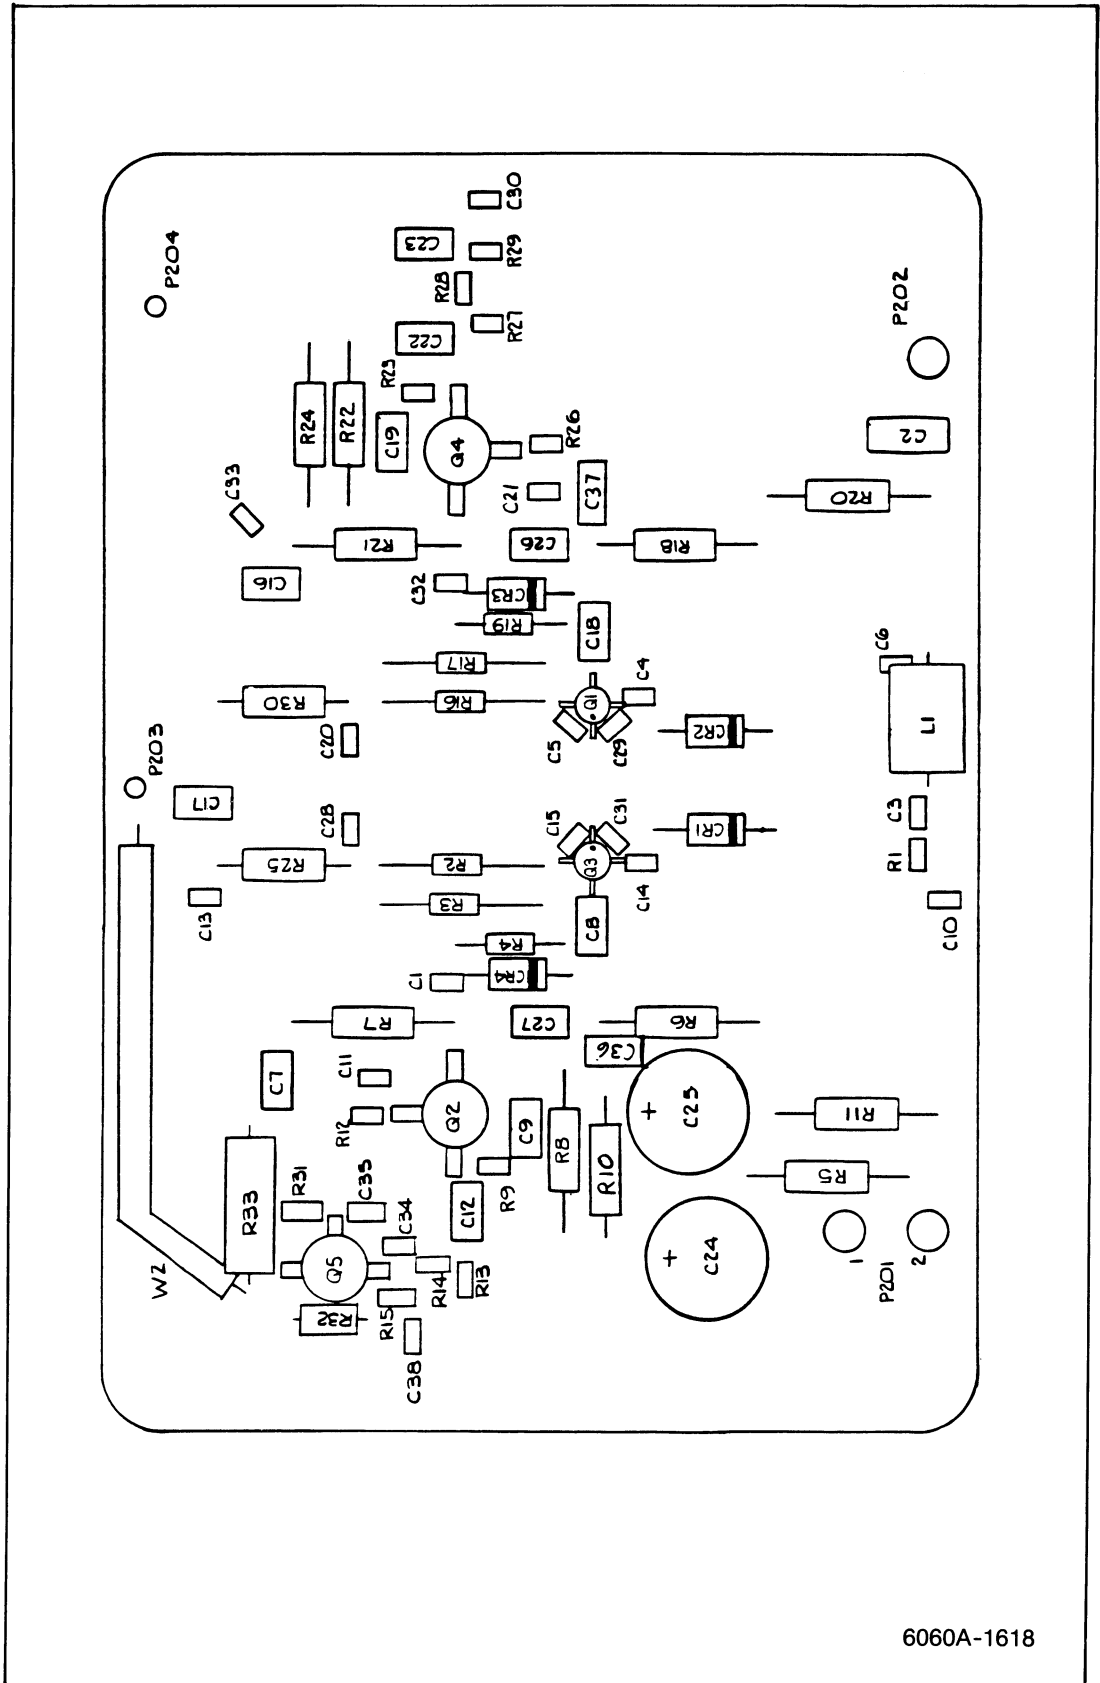 C30
P204
C23
R29
R28
P202
R27
C22
R23
R24
R22
C19
Q4
R26
C2
C33
C21
C37
R20
R21
C26
R18
C16
C32
CR3
R19
C18
R17
C6
C4
R30
R16
Q1
CR2
L1
C20
C5
C29
P203
C17
C28
C15
C31
CR1
C3
R25
R2
Q3
R1
C13
R3
C14
C8
C10
R4
C1
CR4
R7
C27
R6
C36
C11
C7
R12
Q2
C9
R8
R10
+
C25
R11
R31
C35
R9
R5
R33
C34
C12
W2
Q5
R14
R13
+
C24
1
2
P201
R32
R15
C38
6060A-1618